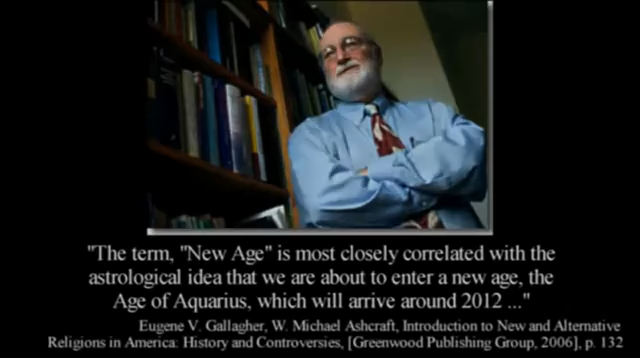 "The term, "New Age" is most closely correlated with the
astrological idea that we are about to enter a new age, the
Age of Aquarius, which will arrive around 2012 ..."
Eugene V. Gallagher, W. Michael Ashcraft, Introduction to New and Alternative
Religions in America: History and Controversies, [Greenwood Publishing Group, 2006], p. 132